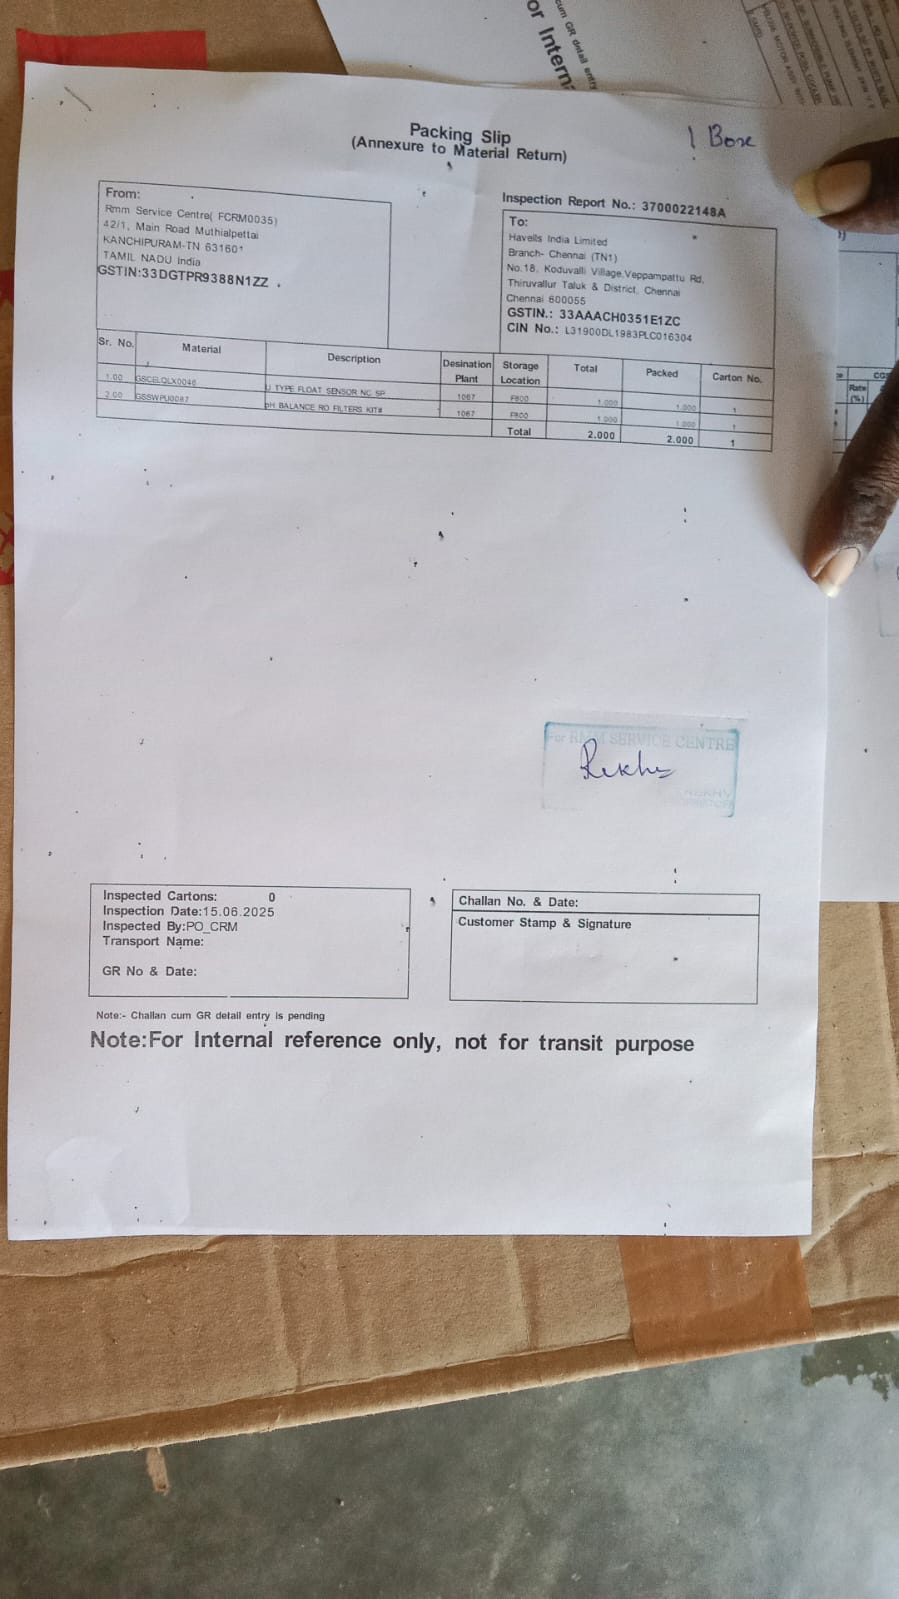 Packing Slip
(Annexure to Material Return)
1 Box
From:
Rmm Service Centre( FCRM0035)
42/1, Main Road Muthialpettai
KANCHIPURAM-TN 631601
TAMIL NADU India
GSTIN:33DGTPR9388N1ZZ
Inspection Report No.: 3700022148A
To:
Havells India Limited
Branch- Chennai (TN1)
No.18, Koduvalli Village,Veppampattu Rd,
Thiruvallur Taluk & District, Chennai
Chennai 600055
GSTIN.: 33AAACH0351E1ZC
CIN No.: L31900DL1983PLC016304
Sr. No. Material Description Desination Plant Storage Location Total Packed Carton No.
1.00 GSCELQLX0046 U TYPE FLOAT SENSOR NC SP 1067 F800 1.000 1.000 1
2.00 GSSWPU0087 pH BALANCE RO FILTERS KIT# 1067 F800 1.000 1.000 1
Total 2.000 2.000 1
For RMM SERVICE CENTRE
Rekha
Inspected Cartons: 0
Inspection Date:15.06.2025
Inspected By:PO_CRM
Transport Name:
GR No & Date:
Challan No. & Date:
Customer Stamp & Signature
Note:- Challan cum GR detail entry is pending
Note:For Internal reference only, not for transit purpose
cum GR detail entry
or Interna
Rate
(%)